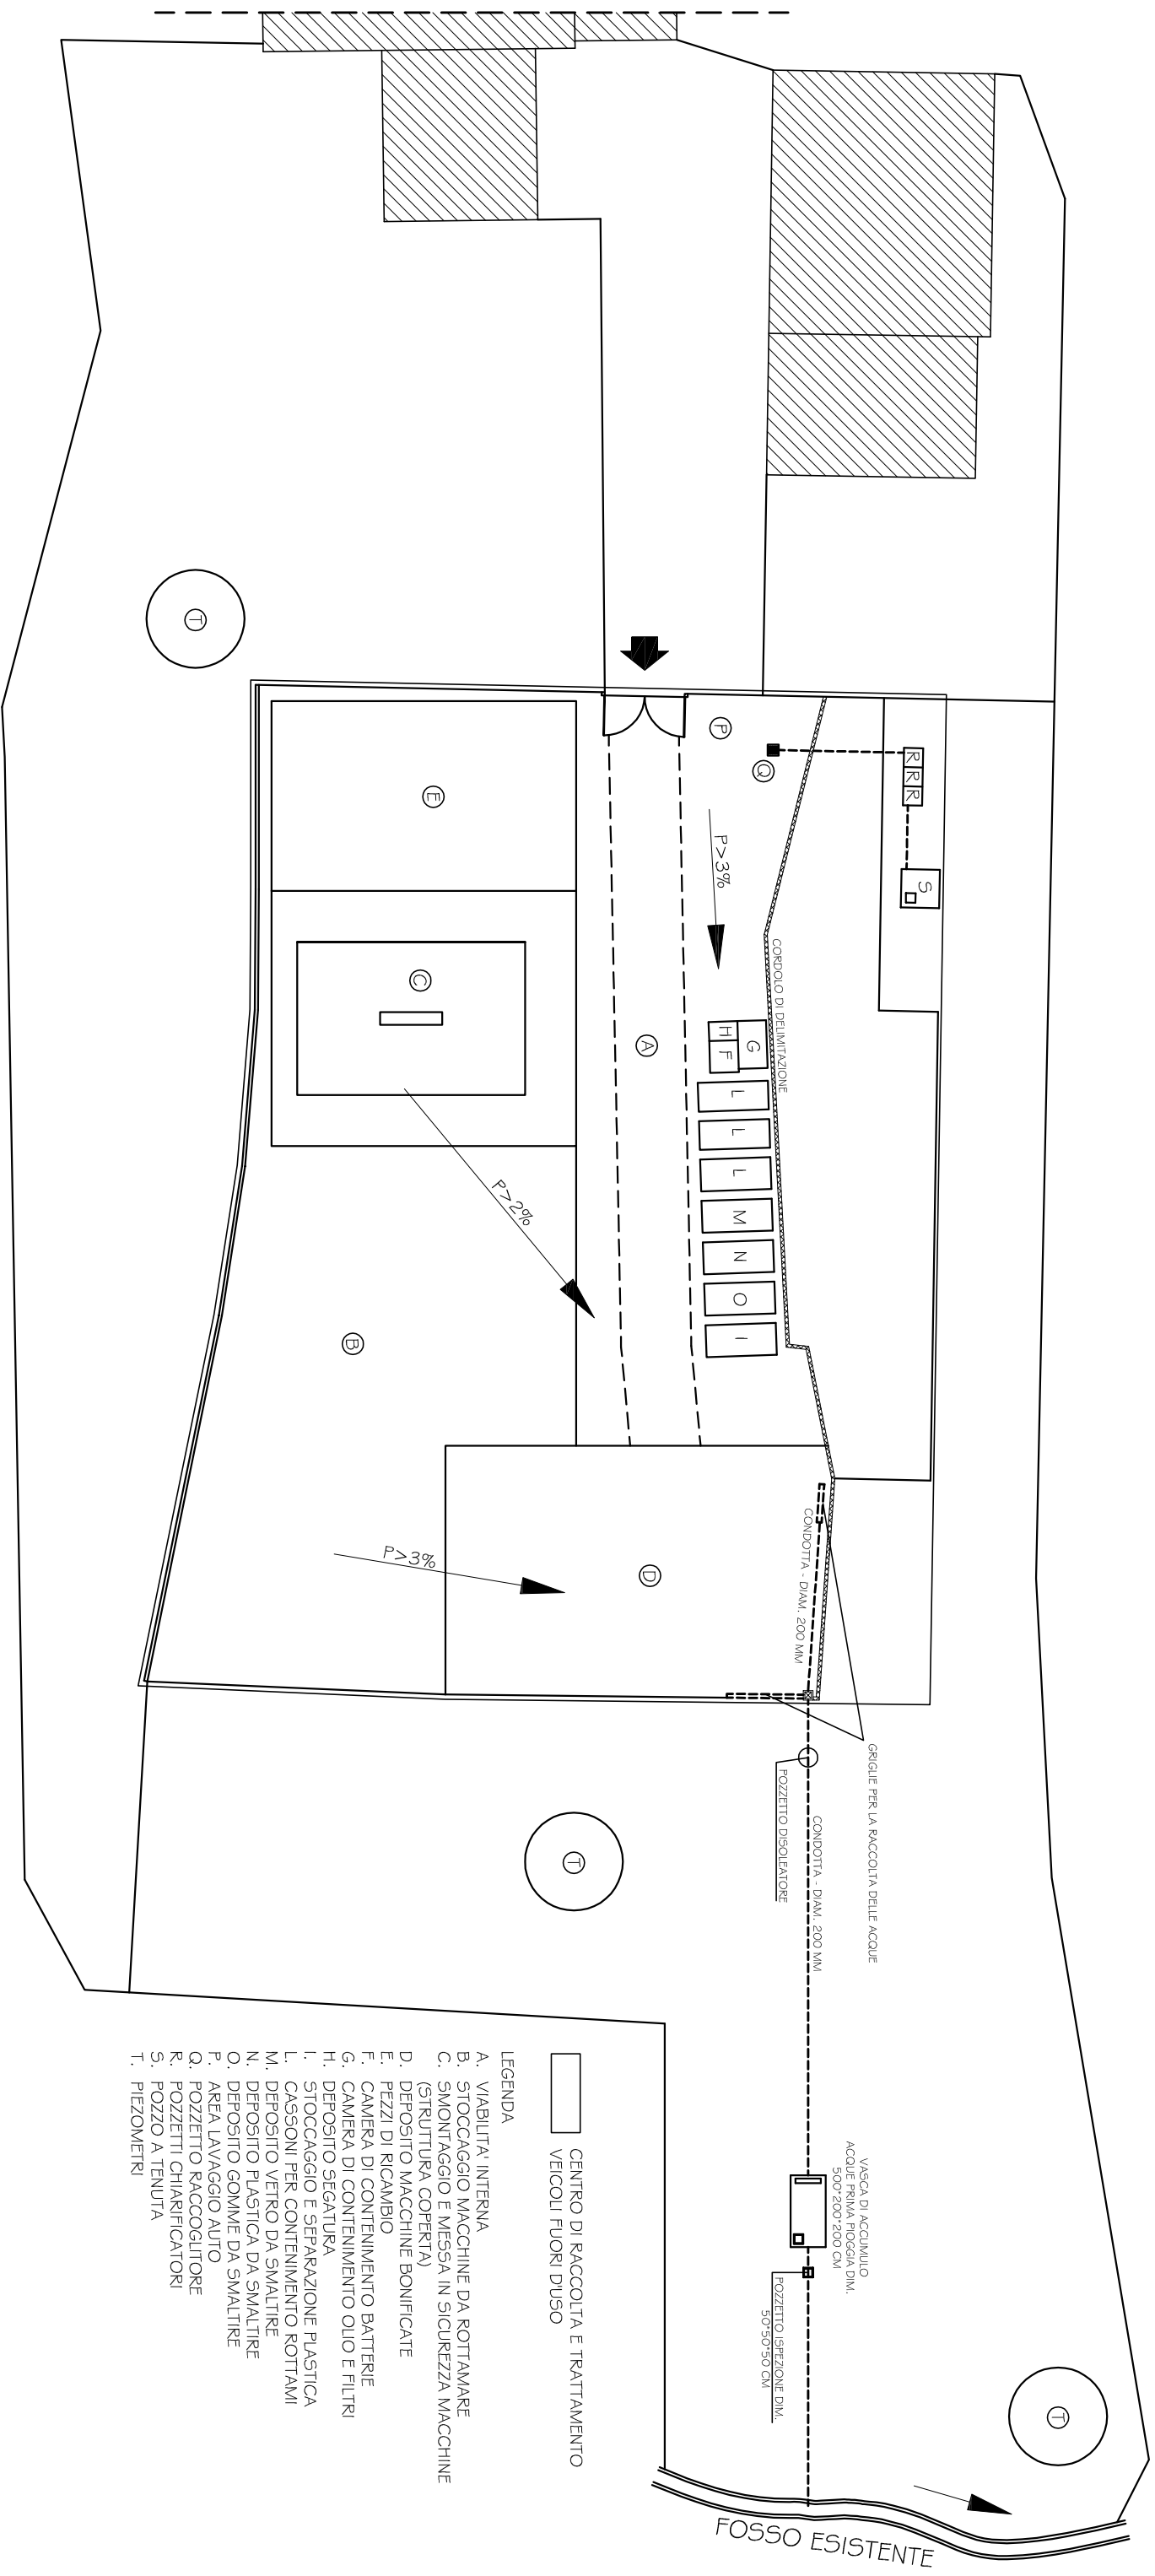 T
E
C
B
A
D
P
Q
R
R
R
S
P>3%
CORDOLO DI DELIMITAZIONE
H
F
G
L
L
L
M
N
O
I
P>2%
P>3%
CONDOTTA - DIAM. 200 MM
GRIGLIE PER LA RACCOLTA DELLE ACQUE
POZZETTO DISOLEATORE
CONDOTTA - DIAM. 200 MM
T
VASCA DI ACCUMULO
ACQUE PRIMA PIOGGIA DIM.
500*200*200 CM
POZZETTO ISPEZIONE DIM.
50*50*50 CM
T
FOSSO ESISTENTE
CENTRO DI RACCOLTA E TRATTAMENTO
VEICOLI FUORI D'USO
LEGENDA
A. VIABILITA' INTERNA
B. STOCCAGGIO MACCHINE DA ROTTAMARE
C. SMONTAGGIO E MESSA IN SICUREZZA MACCHINE
(STRUTTURA COPERTA)
D. DEPOSITO MACCHINE BONIFICATE
E. PEZZI DI RICAMBIO
F. CAMERA DI CONTENIMENTO BATTERIE
G. CAMERA DI CONTENIMENTO OLIO E FILTRI
H. DEPOSITO SEGATURA
I. STOCCAGGIO E SEPARAZIONE PLASTICA
L. CASSONI PER CONTENIMENTO ROTTAMI
M. DEPOSITO VETRO DA SMALTIRE
N. DEPOSITO PLASTICA DA SMALTIRE
O. DEPOSITO GOMME DA SMALTIRE
P. AREA LAVAGGIO AUTO
Q. POZZETTO RACCOGLITORE
R. POZZETTI CHIARIFICATORI
S. POZZO A TENUTA
T. PIEZOMETRI